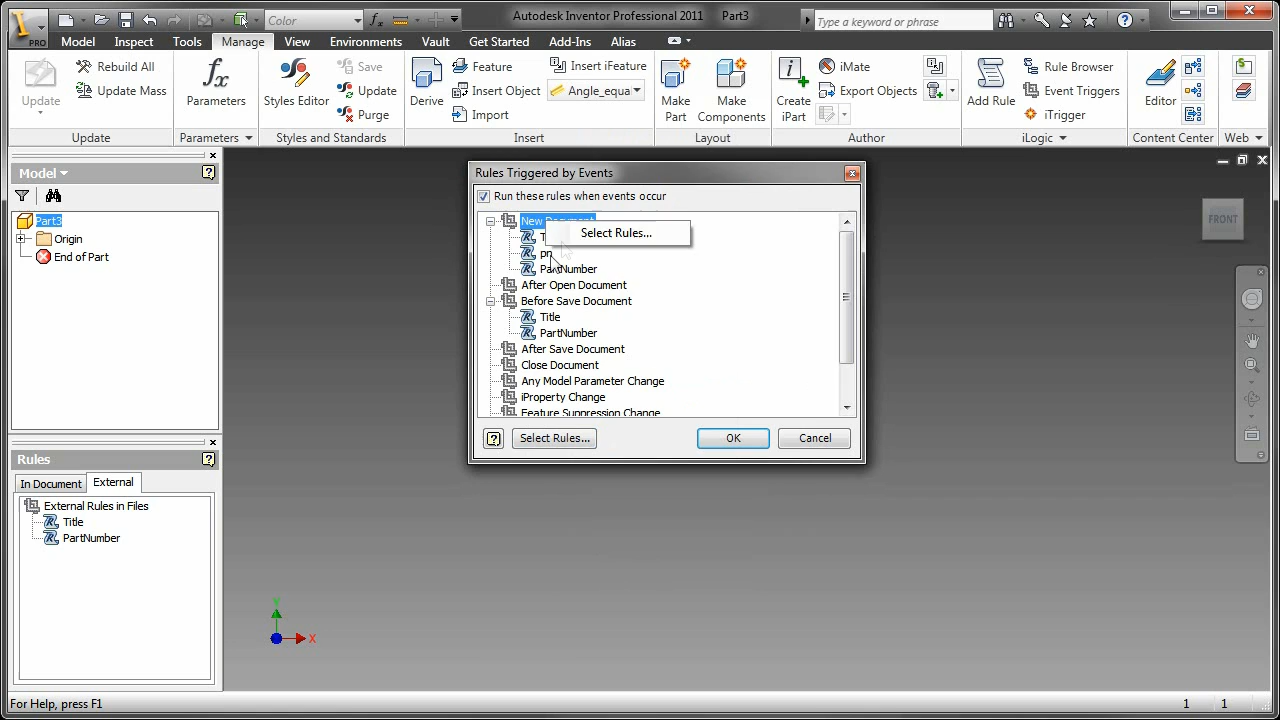 Color
Autodesk Inventor Professional 2011 Part3
Type a keyword or phrase
PRO
Model Inspect Tools Manage View Environments Vault Get Started Add-Ins Alias
Update
Rebuild All
Update Mass
Update
fx
Parameters
Parameters
Styles Editor
Save
Update
Purge
Styles and Standards
Derive
Feature
Insert Object
Import
Insert iFeature
Angle_equa
Insert
Make
Part
Make
Components
Layout
Create
iPart
iMate
Export Objects
Author
Add Rule
Rule Browser
Event Triggers
iTrigger
iLogic
Editor
Content Center
Web
Model
Part3
Origin
End of Part
Rules
In Document External
External Rules in Files
Title
PartNumber
Rules Triggered by Events
Run these rules when events occur
New Document
Select Rules...
pn
PartNumber
After Open Document
Before Save Document
Title
PartNumber
After Save Document
Close Document
Any Model Parameter Change
iProperty Change
Feature Suppression Change
Select Rules... OK Cancel
FRONT
Y
X
For Help, press F1
1 1